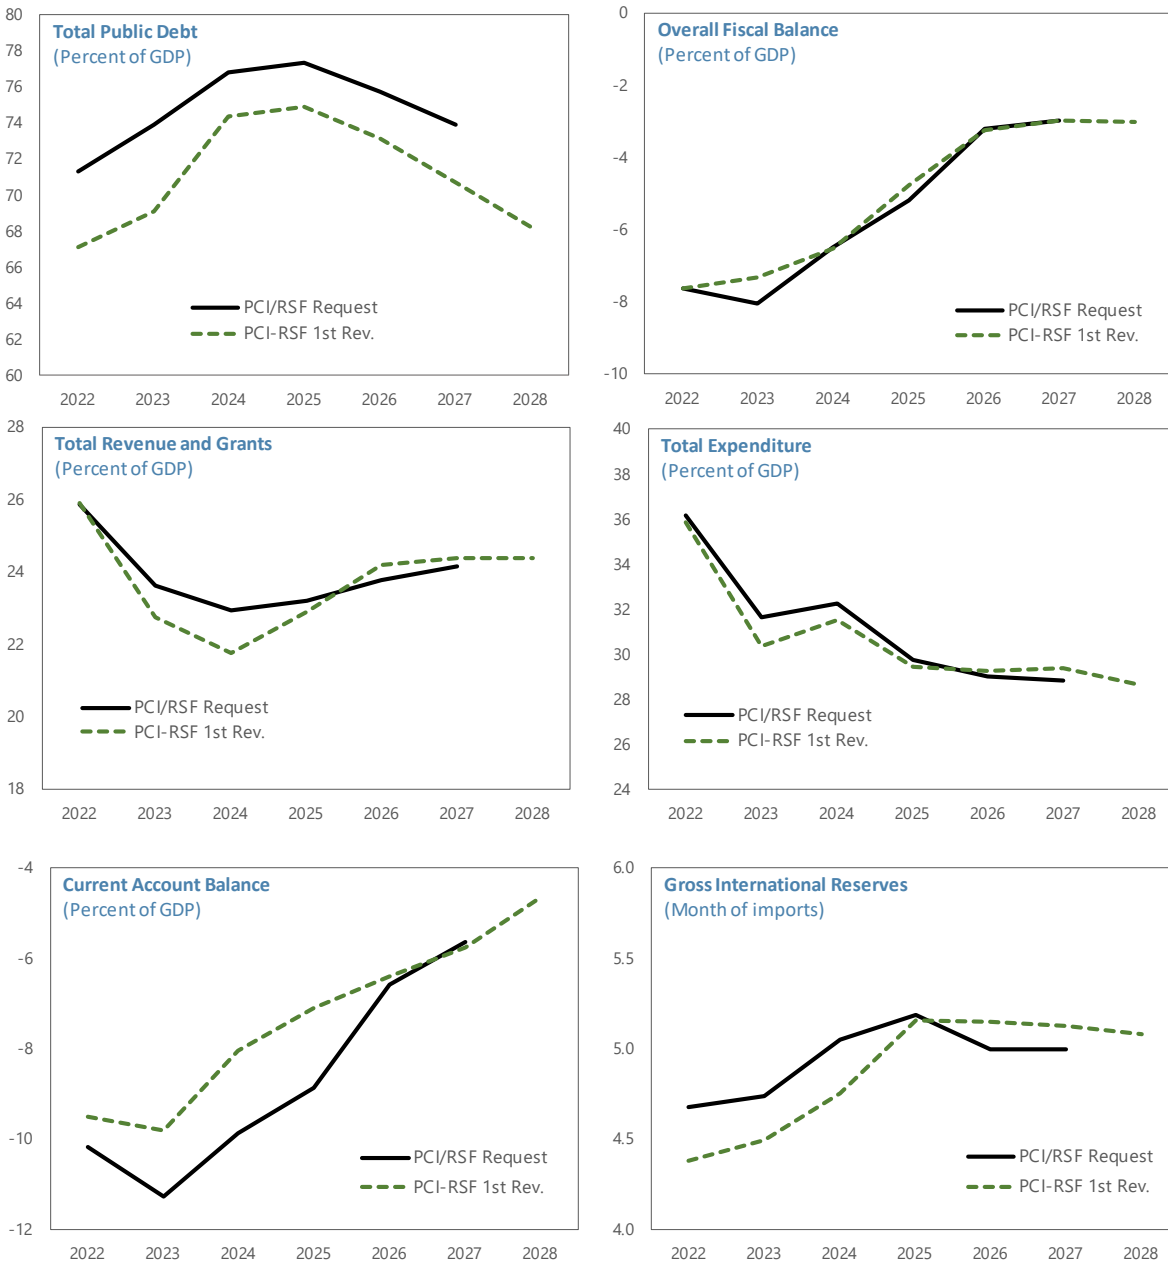 Total Public Debt
(Percent of GDP)
80
78
76
74
72
70
68
66
64
62
60
PCI/RSF Request
PCI-RSF 1st Rev.
2022 2023 2024 2025 2026 2027 2028
Overall Fiscal Balance
(Percent of GDP)
0
-2
-4
-6
-8
-10
PCI/RSF Request
PCI-RSF 1st Rev.
2022 2023 2024 2025 2026 2027 2028
Total Revenue and Grants
(Percent of GDP)
28
26
24
22
20
18
PCI/RSF Request
PCI-RSF 1st Rev.
2022 2023 2024 2025 2026 2027 2028
Total Expenditure
(Percent of GDP)
40
38
36
34
32
30
28
26
24
PCI/RSF Request
PCI-RSF 1st Rev.
2022 2023 2024 2025 2026 2027 2028
Current Account Balance
(Percent of GDP)
-4
-6
-8
-10
-12
PCI/RSF Request
PCI-RSF 1st Rev.
2022 2023 2024 2025 2026 2027 2028
Gross International Reserves
(Month of imports)
6.0
5.5
5.0
4.5
4.0
PCI/RSF Request
PCI-RSF 1st Rev.
2022 2023 2024 2025 2026 2027 2028